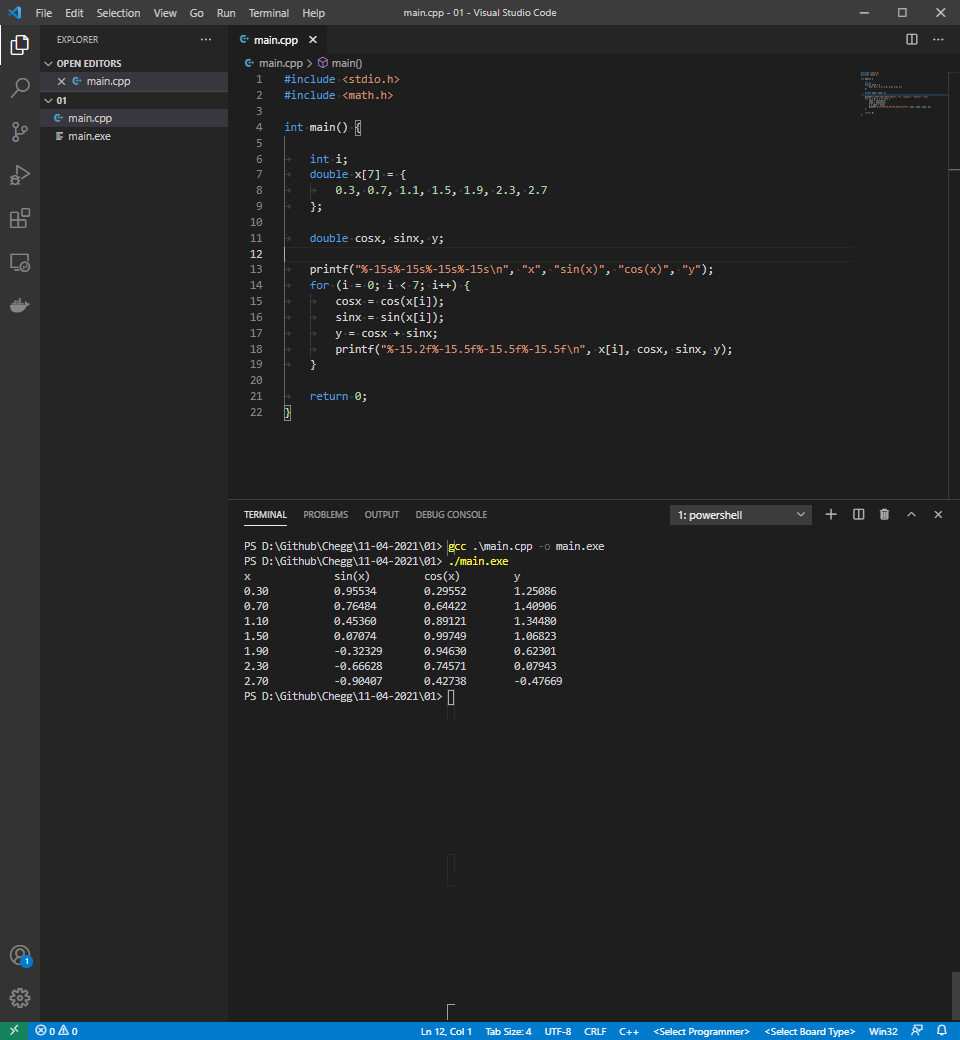 File Edit Selection View Go Run Terminal Help main.cpp - 01 - Visual Studio Code
EXPLORER
OPEN EDITORS
main.cpp
01
main.cpp
main.exe
main.cpp
main.cpp > main()
1 #include <stdio.h>
2 #include <math.h>
3
4 int main() {
5
6 int i;
7 double x[7] = {
8 0.3, 0.7, 1.1, 1.5, 1.9, 2.3, 2.7
9 };
10
11 double cosx, sinx, y;
12
13 printf("%-15s%-15s%-15s%-15s\n", "x", "sin(x)", "cos(x)", "y");
14 for (i = 0; i < 7; i++) {
15 cosx = cos(x[i]);
16 sinx = sin(x[i]);
17 y = cosx + sinx;
18 printf("%-15.2f%-15.5f%-15.5f%-15.5f\n", x[i], cosx, sinx, y);
19 }
20
21 return 0;
22 }
TERMINAL PROBLEMS OUTPUT DEBUG CONSOLE 1: powershell
PS D:\Github\Chegg\11-04-2021\01> gcc .\main.cpp -o main.exe
PS D:\Github\Chegg\11-04-2021\01> ./main.exe
x sin(x) cos(x) y
0.30 0.95534 0.29552 1.25086
0.70 0.76484 0.64422 1.40906
1.10 0.45360 0.89121 1.34480
1.50 0.07074 0.99749 1.06823
1.90 -0.32329 0.94630 0.62301
2.30 -0.66628 0.74571 0.07943
2.70 -0.90407 0.42738 -0.47669
PS D:\Github\Chegg\11-04-2021\01>
1
0 0 Ln 12, Col 1 Tab Size: 4 UTF-8 CRLF C++ <Select Programmer> <Select Board Type> Win32